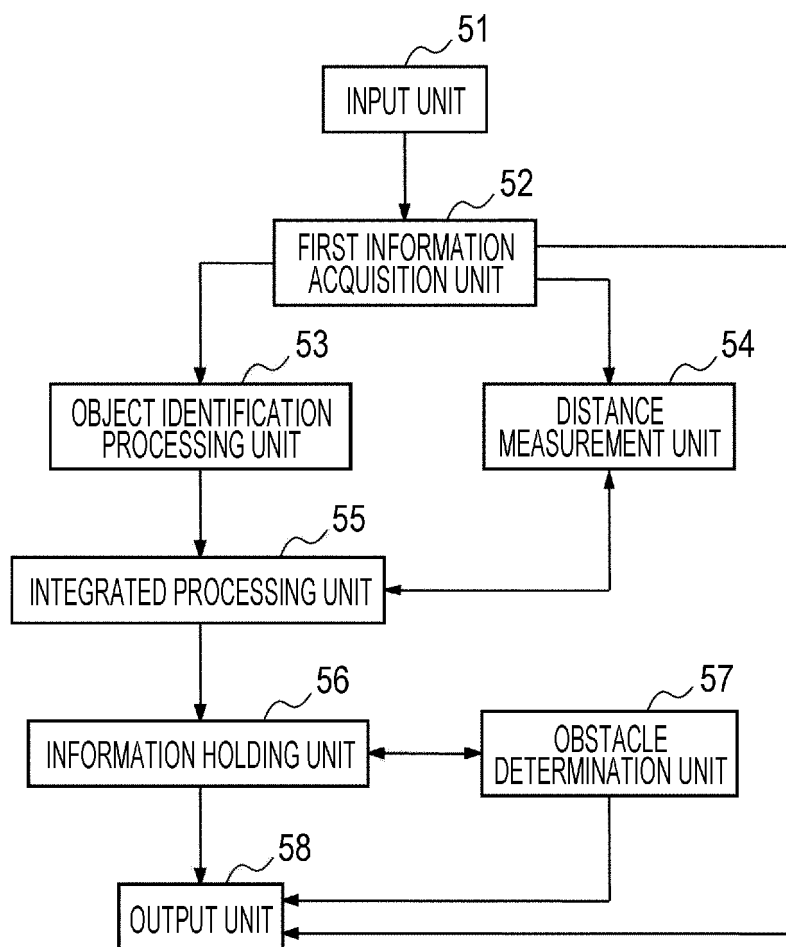 51
INPUT UNIT
52
FIRST INFORMATION
ACQUISITION UNIT
53
OBJECT IDENTIFICATION
PROCESSING UNIT
54
DISTANCE
MEASUREMENT UNIT
55
INTEGRATED PROCESSING UNIT
56
INFORMATION HOLDING UNIT
57
OBSTACLE
DETERMINATION UNIT
58
OUTPUT UNIT